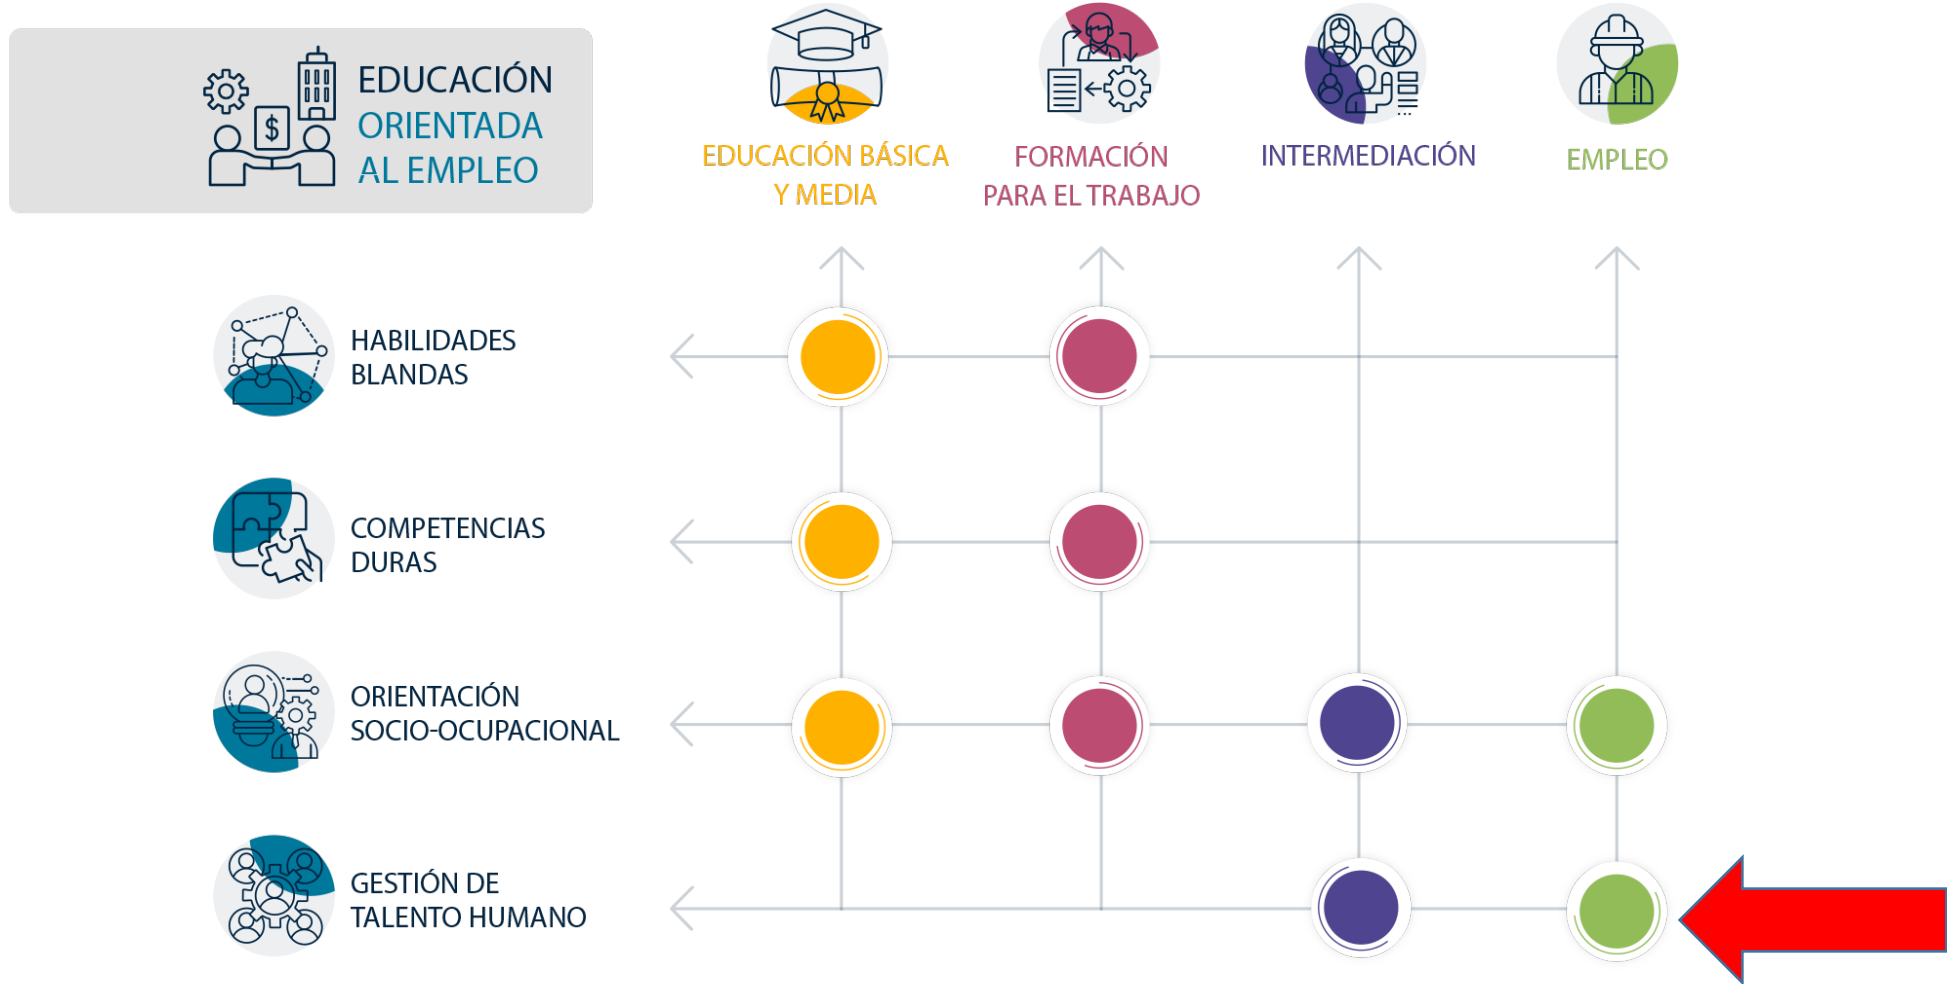 EDUCACIÓN
ORIENTADA
AL EMPLEO
$
EDUCACIÓN BÁSICA
Y MEDIA
FORMACIÓN
PARA EL TRABAJO
INTERMEDIACIÓN
EMPLEO
HABILIDADES
BLANDAS
COMPETENCIAS
DURAS
ORIENTACIÓN
SOCIO-OCUPACIONAL
GESTIÓN DE
TALENTO HUMANO